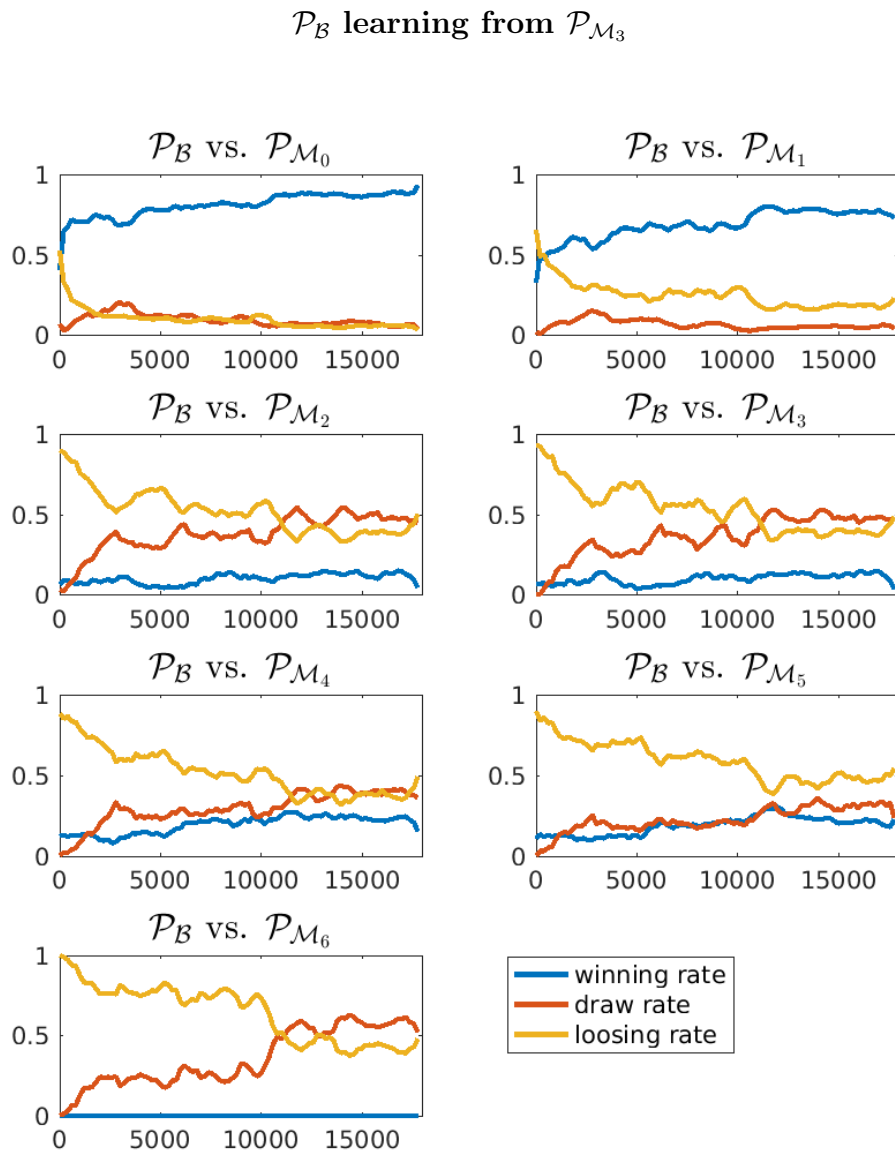 𝒫_ℬ learning from 𝒫_ℳ₃
𝒫_ℬ vs. 𝒫_ℳ₀
1
0.5
0
0 5000 10000 15000
𝒫_ℬ vs. 𝒫_ℳ₁
1
0.5
0
0 5000 10000 15000
𝒫_ℬ vs. 𝒫_ℳ₂
1
0.5
0
0 5000 10000 15000
𝒫_ℬ vs. 𝒫_ℳ₃
1
0.5
0
0 5000 10000 15000
𝒫_ℬ vs. 𝒫_ℳ₄
1
0.5
0
0 5000 10000 15000
𝒫_ℬ vs. 𝒫_ℳ₅
1
0.5
0
0 5000 10000 15000
𝒫_ℬ vs. 𝒫_ℳ₆
1
0.5
0
0 5000 10000 15000
winning rate
draw rate
loosing rate